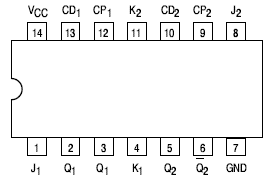 VCC CD1 CP1 K2 CD2 CP2 J2
14 13 12 11 10 9 8
1 2 3 4 5 6 7
J1 Q1 Q1 K1 Q2 Q̅2 GND